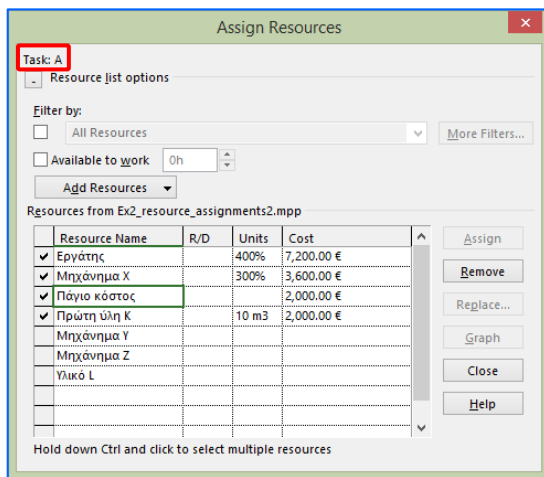 Assign Resources
Task: A
- Resource list options
Filter by:
All Resources More Filters...
Available to work 0h
Add Resources
Resources from Ex2_resource_assignments2.mpp
Resource Name R/D Units Cost Assign
Εργάτης 400% 7,200.00 €
Μηχάνημα X 300% 3,600.00 € Remove
Πάγιο κόστος 2,000.00 € Replace...
Πρώτη ύλη K 10 m3 2,000.00 €
Μηχάνημα Y Graph
Μηχάνημα Z
Υλικό L Close
Help
Hold down Ctrl and click to select multiple resources